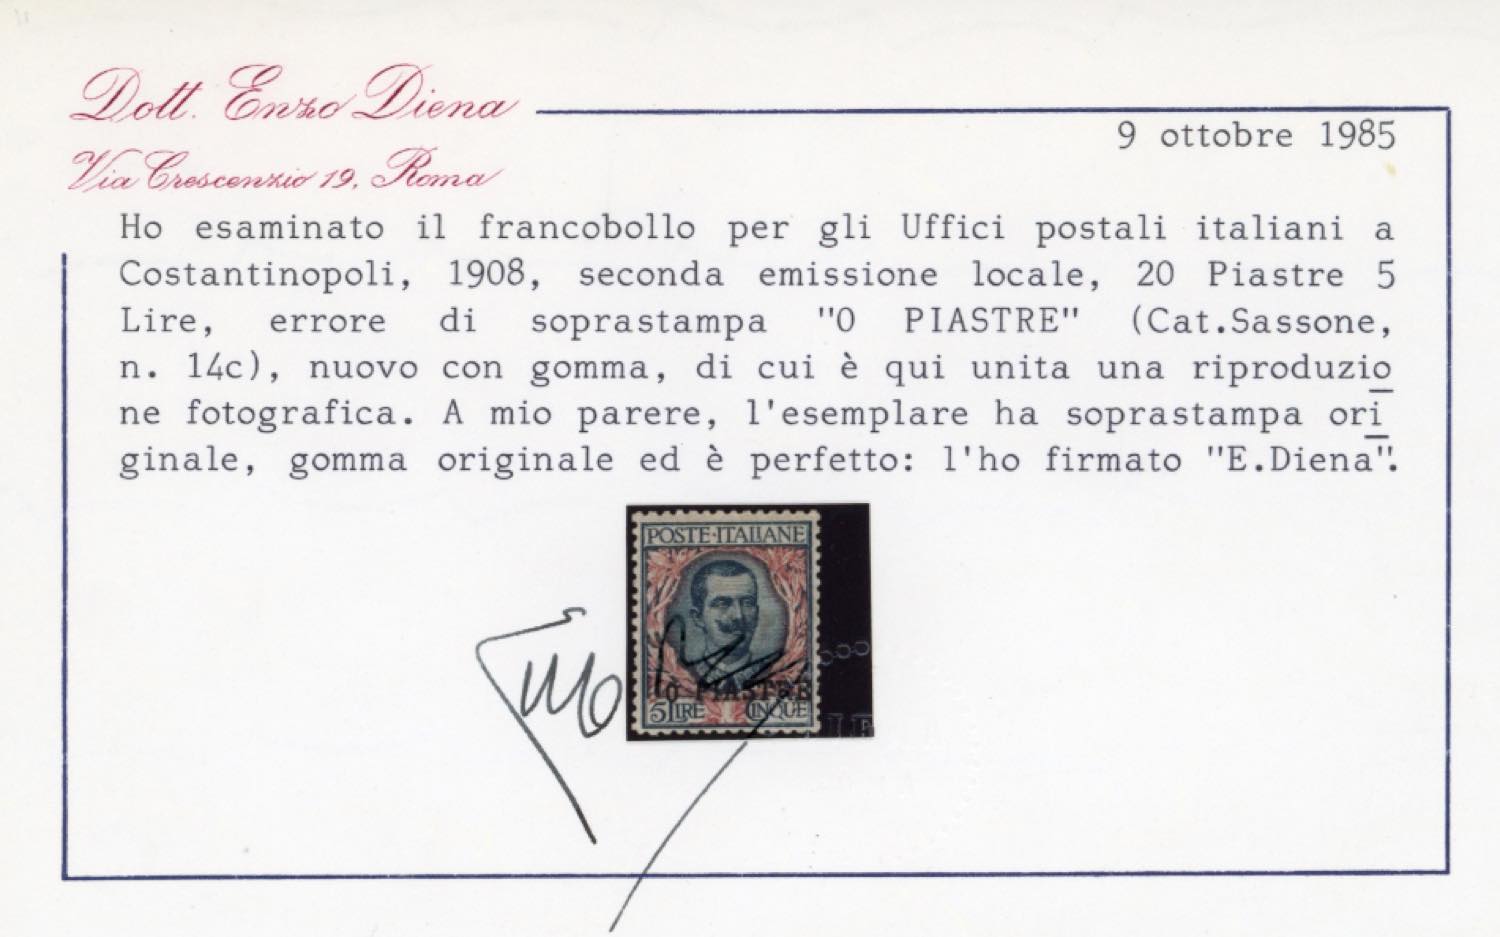 Dott. Enzo Diena
Via Crescenzio 19, Roma
9 ottobre 1985
Ho esaminato il francobollo per gli Uffici postali italiani a
Costantinopoli, 1908, seconda emissione locale, 20 Piastre 5
Lire, errore di soprastampa "0 PIASTRE" (Cat.Sassone,
n. 14c), nuovo con gomma, di cui è qui unita una riproduzio
ne fotografica. A mio parere, l'esemplare ha soprastampa ori
ginale, gomma originale ed è perfetto: l'ho firmato "E.Diena".
POSTE·ITALIANE
0 PIASTRE
5 LIRE CINQUE